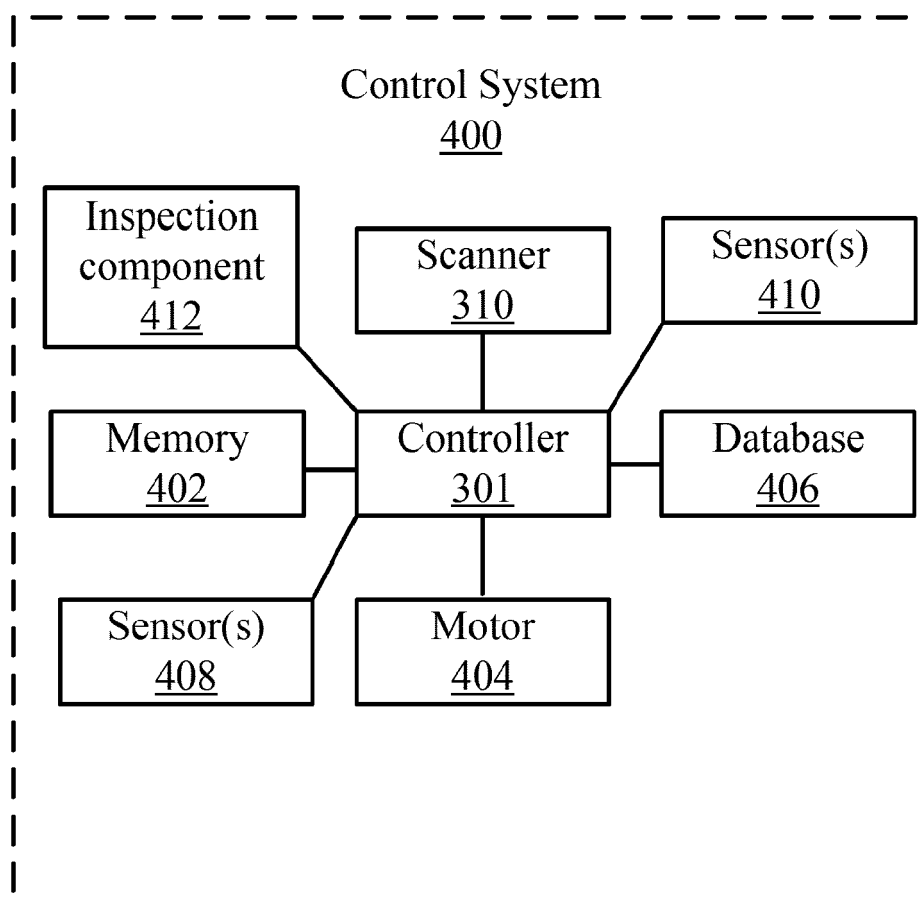 Control System
400
Inspection
component
412
Scanner
310
Sensor(s)
410
Memory
402
Controller
301
Database
406
Sensor(s)
408
Motor
404